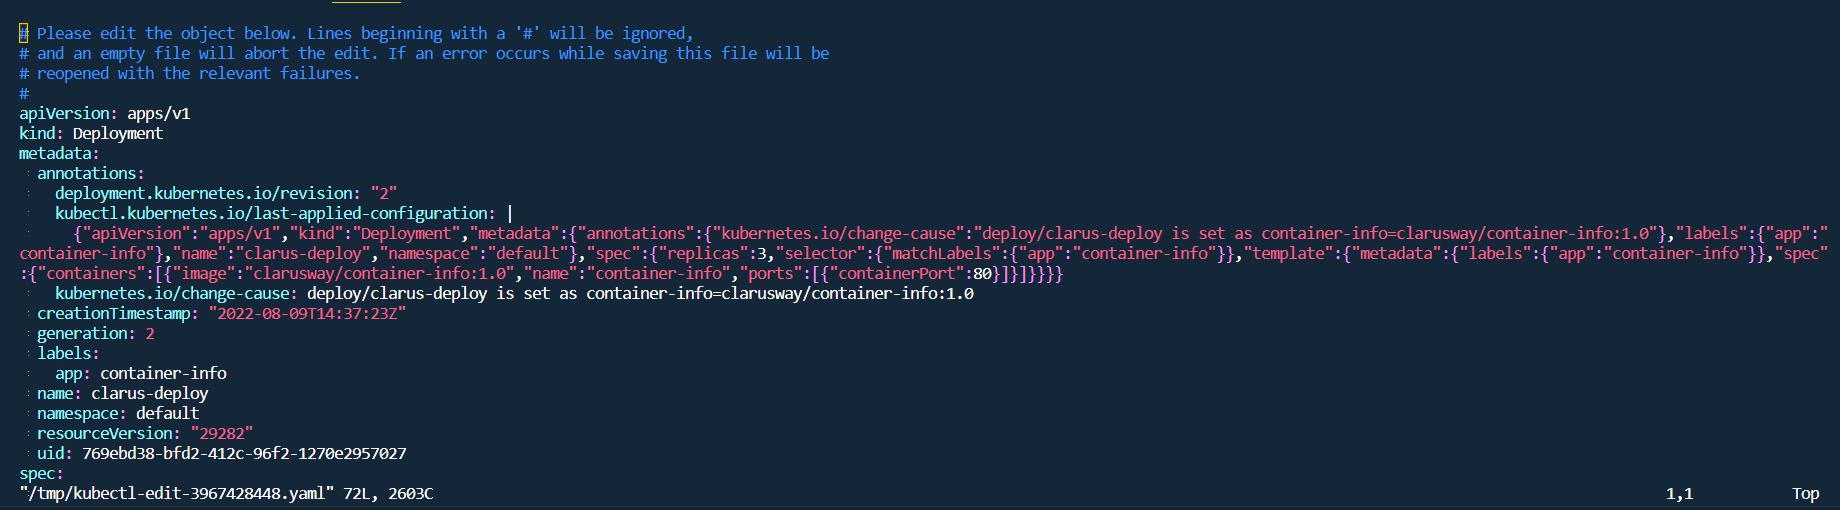 # Please edit the object below. Lines beginning with a '#' will be ignored,
# and an empty file will abort the edit. If an error occurs while saving this file will be
# reopened with the relevant failures.
#
apiVersion: apps/v1
kind: Deployment
metadata:
  annotations:
    deployment.kubernetes.io/revision: "2"
    kubectl.kubernetes.io/last-applied-configuration: |
      {"apiVersion":"apps/v1","kind":"Deployment","metadata":{"annotations":{"kubernetes.io/change-cause":"deploy/clarus-deploy is set as container-info=clarusway/container-info:1.0"},"labels":{"app":"
container-info"},"name":"clarus-deploy","namespace":"default"},"spec":{"replicas":3,"selector":{"matchLabels":{"app":"container-info"}},"template":{"metadata":{"labels":{"app":"container-info"}},"spec"
:{"containers":[{"image":"clarusway/container-info:1.0","name":"container-info","ports":[{"containerPort":80}]}]}}}}
    kubernetes.io/change-cause: deploy/clarus-deploy is set as container-info=clarusway/container-info:1.0
  creationTimestamp: "2022-08-09T14:37:23Z"
  generation: 2
  labels:
    app: container-info
  name: clarus-deploy
  namespace: default
  resourceVersion: "29282"
  uid: 769ebd38-bfd2-412c-96f2-1270e2957027
spec:
"/tmp/kubectl-edit-3967428448.yaml" 72L, 2603C 1,1 Top